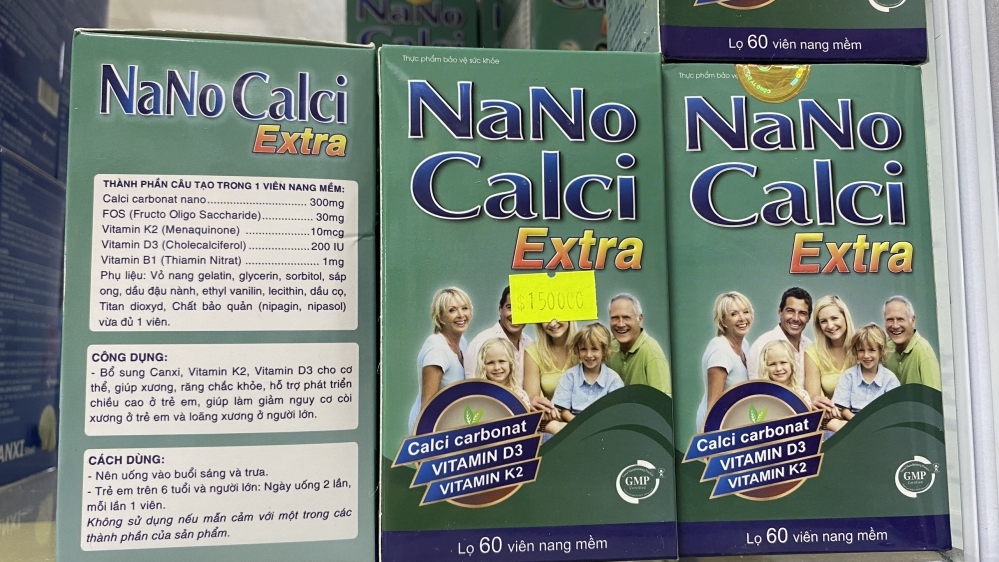 NaNo Calci
Extra
THÀNH PHẦN CẤU TẠO TRONG 1 VIÊN NANG MỀM:
Calci carbonat nano.............................. 300mg
FOS (Fructo Oligo Saccharide)............... 30mg
Vitamin K2 (Menaquinone) .................10mcg
Vitamin D3 (Cholecalciferol) ................200 IU
Vitamin B1 (Thiamin Nitrat) ..................... 1mg
Phụ liệu: Vỏ nang gelatin, glycerin, sorbitol, sáp
ong, dầu đậu nành, ethyl vanilin, lecithin, dầu cọ,
Titan dioxyd, Chất bảo quản (nipagin, nipasol)
vừa đủ 1 viên.
CÔNG DỤNG:
- Bổ sung Canxi, Vitamin K2, Vitamin D3 cho cơ
thể, giúp xương, răng chắc khỏe, hỗ trợ phát triển
chiều cao ở trẻ em, giúp làm giảm nguy cơ còi
xương ở trẻ em và loãng xương ở người lớn.
CÁCH DÙNG:
- Nên uống vào buổi sáng và trưa.
- Trẻ em trên 6 tuổi và người lớn: Ngày uống 2 lần,
mỗi lần 1 viên.
Không sử dụng nếu mẫn cảm với một trong các
thành phần của sản phẩm.
Thực phẩm bảo vệ sức khỏe
NaNo
Calci
Extra
$150000
Calci carbonat
VITAMIN D3
VITAMIN K2
GMP
Lọ 60 viên nang mềm
Lọ 60 viên nang mềm
Thực phẩm bảo vệ
NaNo
Calci
Extra
Calci carbonat
VITAMIN D3
VITAMIN K2
GMP
Lọ 60 viên nang mềm
NaNo
Calci